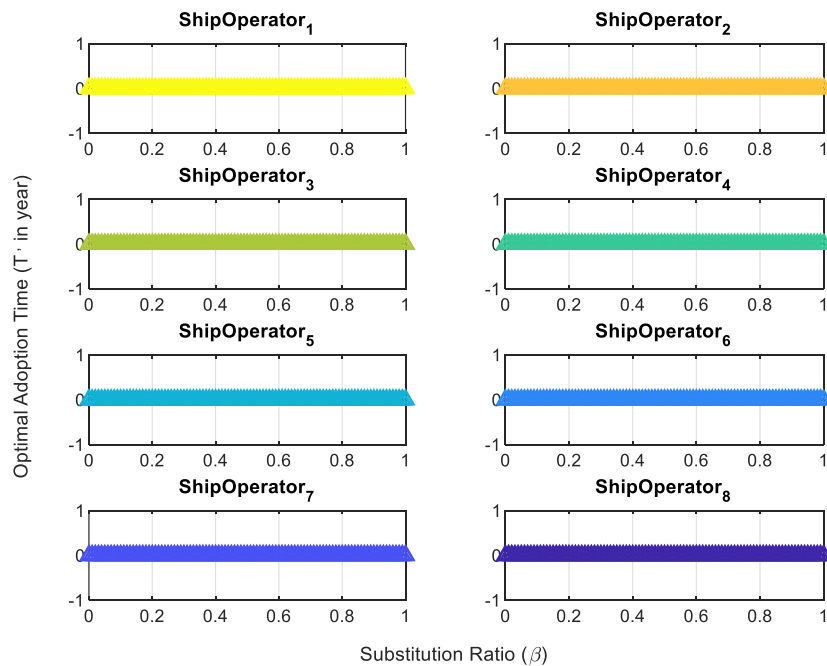 ShipOperator1 ShipOperator2
1 1
0 0
-1 -1
0 0.2 0.4 0.6 0.8 1 0 0.2 0.4 0.6 0.8 1
ShipOperator3 ShipOperator4
1 1
0 0
-1 -1
0 0.2 0.4 0.6 0.8 1 0 0.2 0.4 0.6 0.8 1
ShipOperator5 ShipOperator6
1 1
0 0
-1 -1
0 0.2 0.4 0.6 0.8 1 0 0.2 0.4 0.6 0.8 1
ShipOperator7 ShipOperator8
1 1
0 0
-1 -1
0 0.2 0.4 0.6 0.8 1 0 0.2 0.4 0.6 0.8 1
Optimal Adoption Time (T, in year)
Substitution Ratio (β)